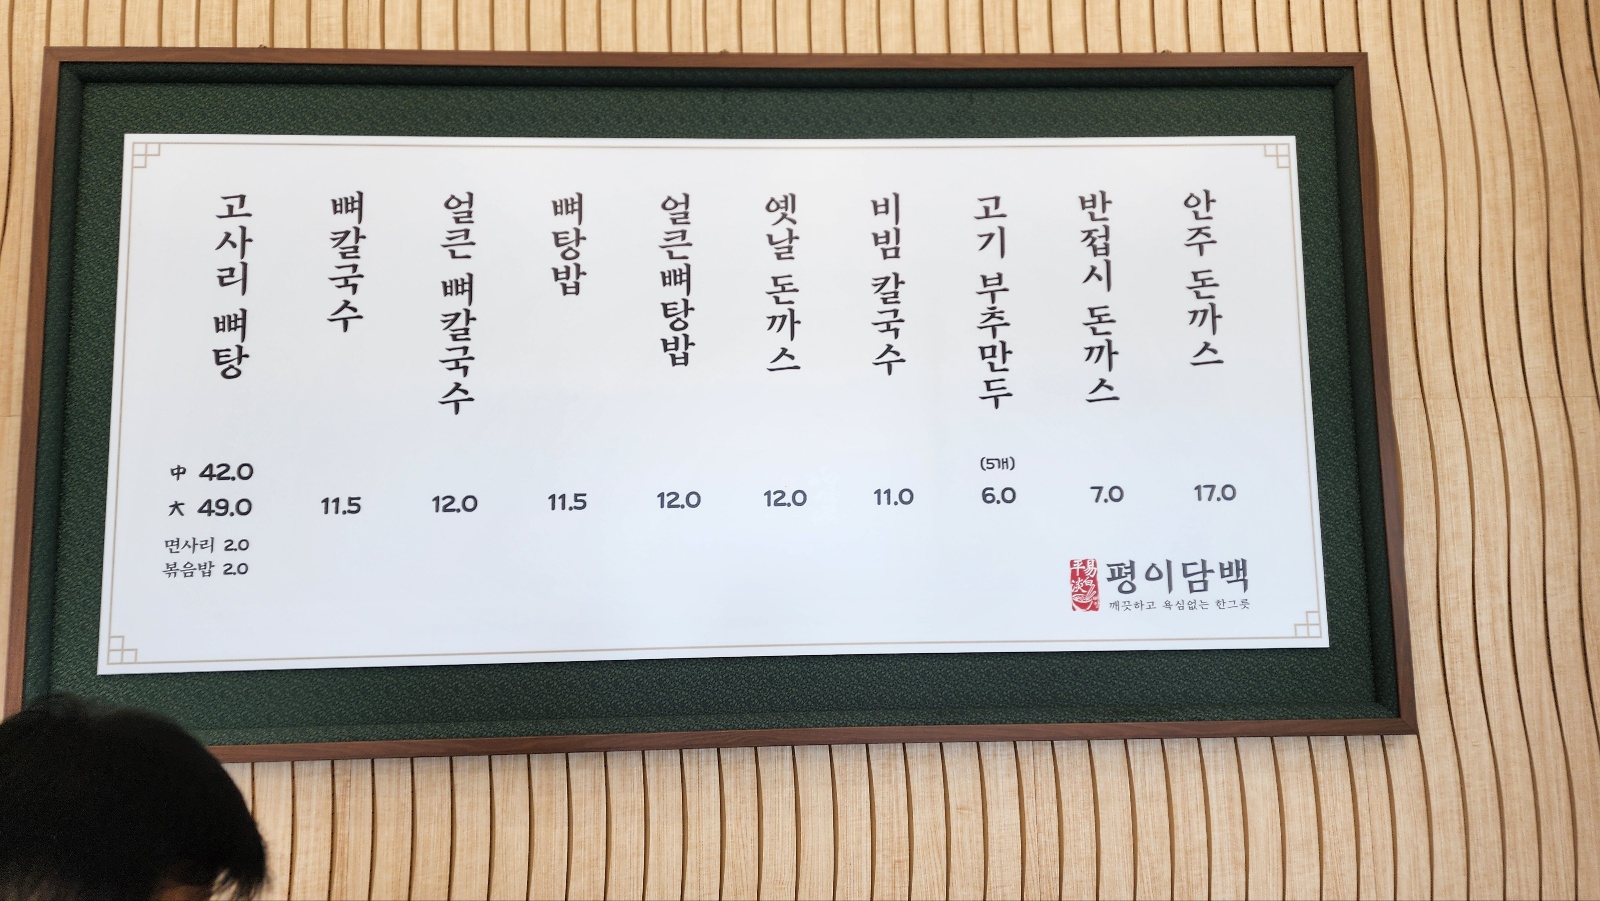 고사리 뼈탕
中 42.0
大 49.0
면사리 2.0
볶음밥 2.0
뼈칼국수
11.5
얼큰 뼈칼국수
12.0
뼈탕밥
11.5
얼큰뼈탕밥
12.0
옛날 돈까스
12.0
비빔 칼국수
11.0
고기 부추만두
(5개)
6.0
반접시 돈까스
7.0
안주 돈까스
17.0
평이담백
깨끗하고 욕심없는 한그릇